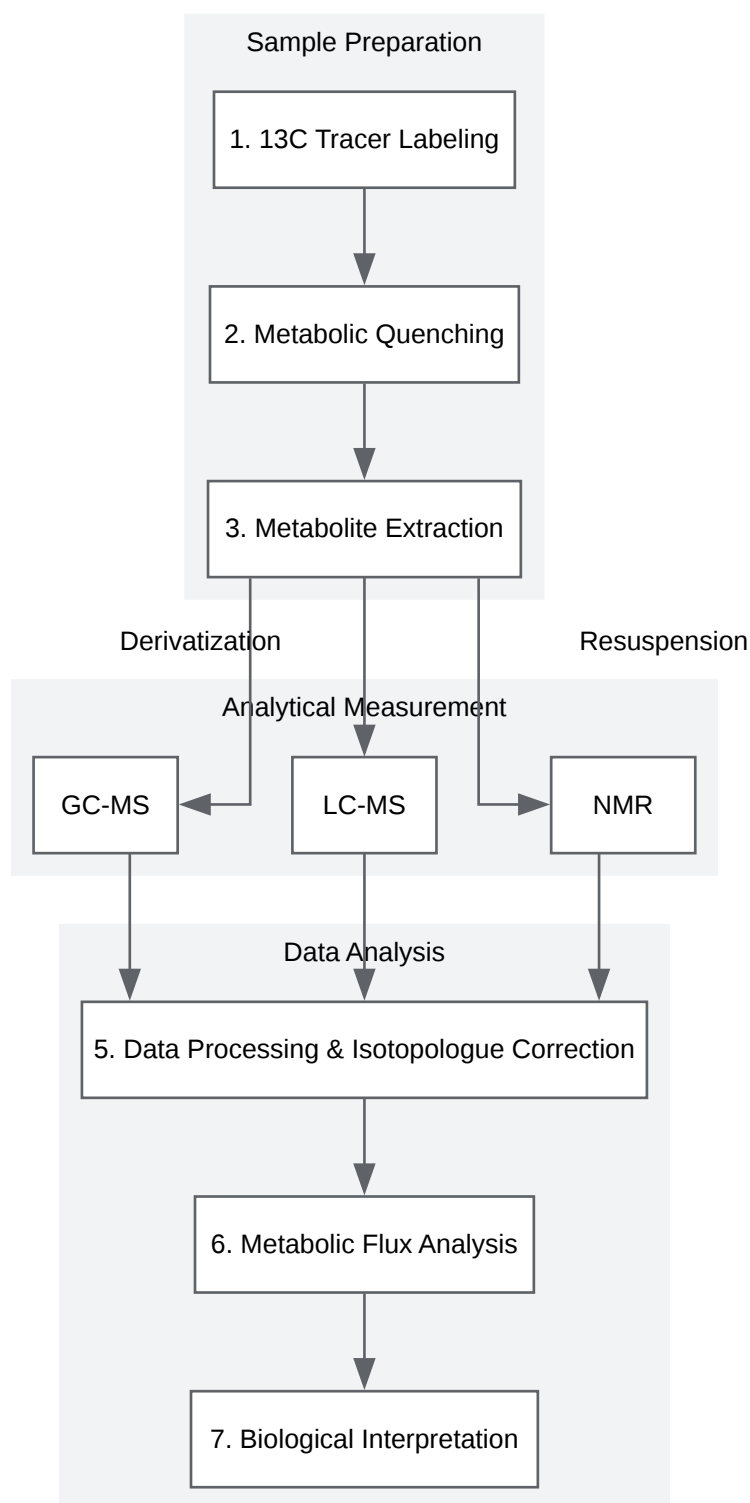 Sample Preparation
1. 13C Tracer Labeling
2. Metabolic Quenching
3. Metabolite Extraction
Derivatization
Resuspension
Analytical Measurement
GC-MS
LC-MS
NMR
Data Analysis
5. Data Processing & Isotopologue Correction
6. Metabolic Flux Analysis
7. Biological Interpretation